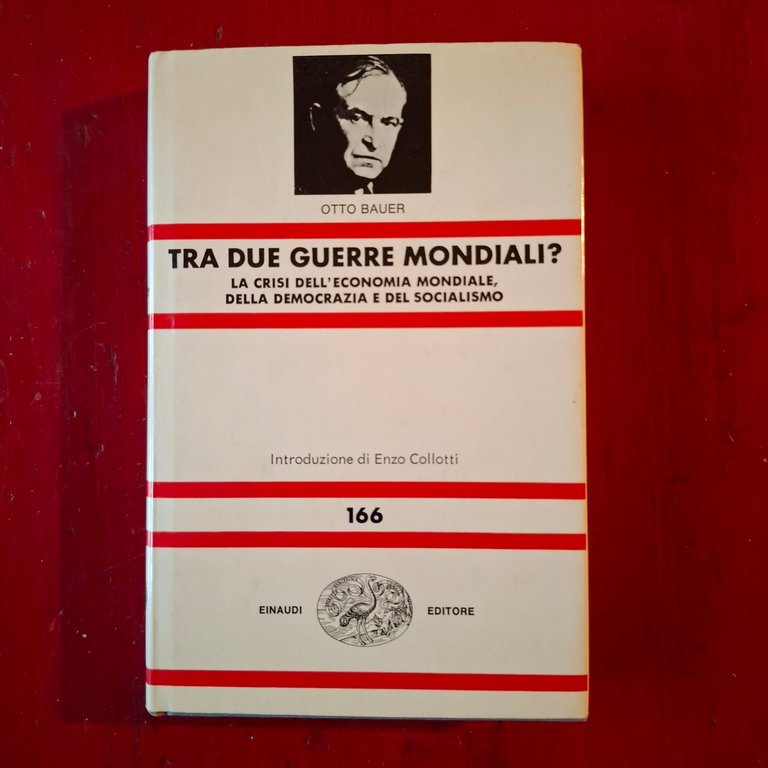 OTTO BAUER
TRA DUE GUERRE MONDIALI?
LA CRISI DELL'ECONOMIA MONDIALE,
DELLA DEMOCRAZIA E DEL SOCIALISMO
Introduzione di Enzo Collotti
166
EINAUDI EDITORE